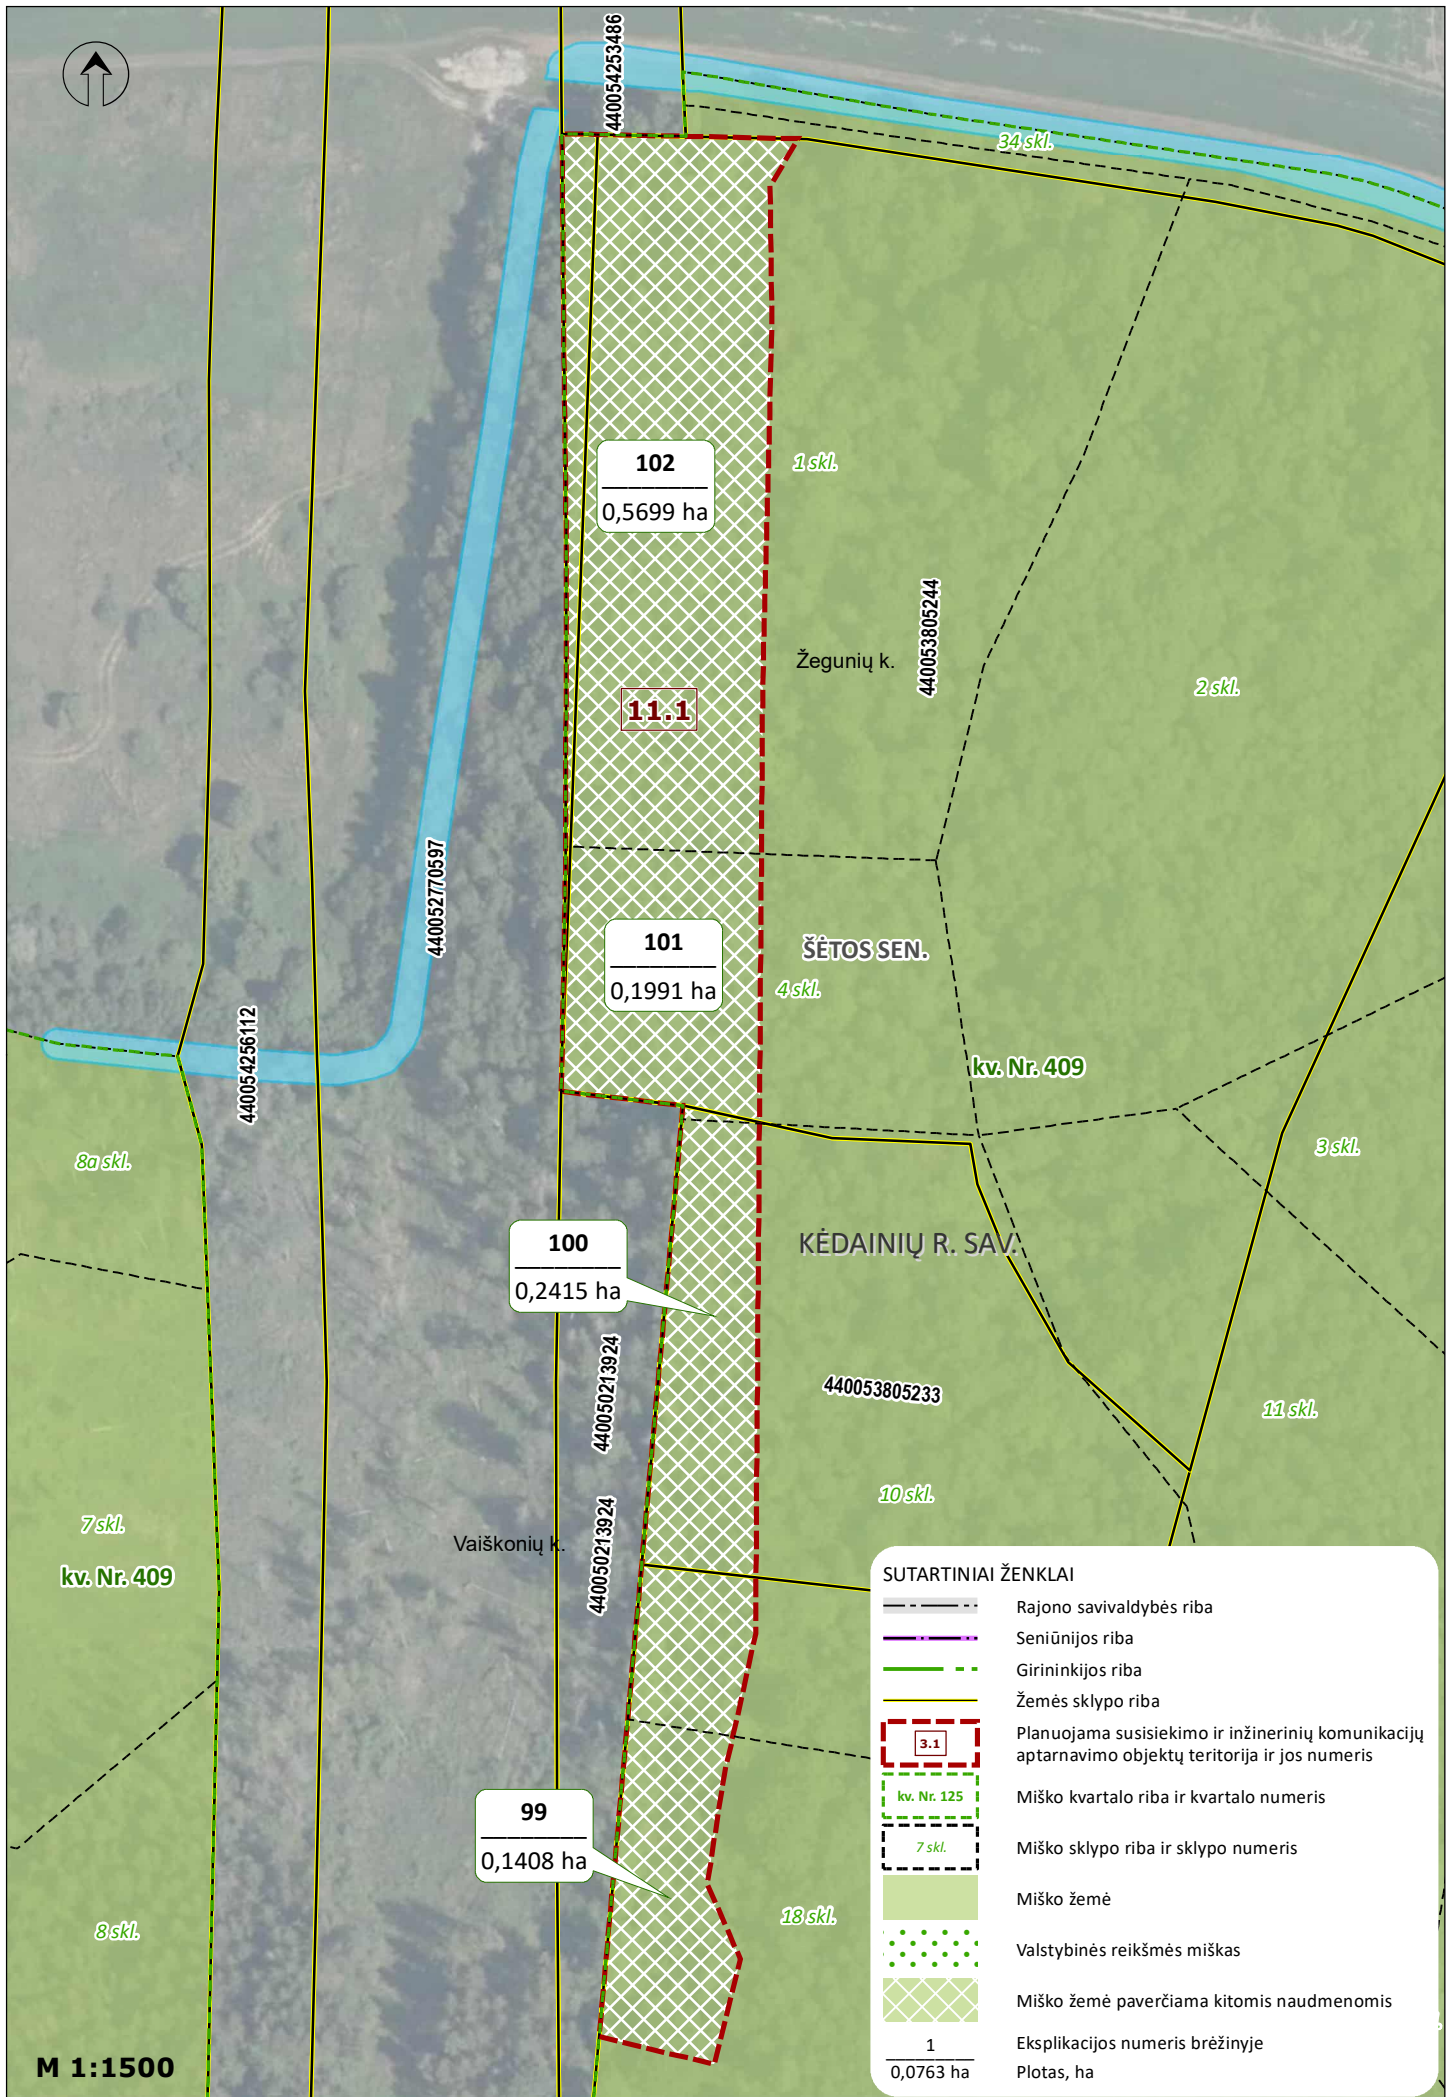 440054253486
34 skl.
102
0,5699 ha
1 skl.
Žegunių k.
440053805244
2 skl.
11.1
440052770597
101
0,1991 ha
ŠĖTOS SEN.
4 skl.
440054256112
kv. Nr. 409
8a skl.
3 skl.
100
0,2415 ha
KĖDAINIŲ R. SAV.
440050213924
440053805233
11 skl.
10 skl.
7 skl.
Vaiškonių k.
440050213924
kv. Nr. 409
99
0,1408 ha
18 skl.
8 skl.
M 1:1500
SUTARTINIAI ŽENKLAI
Rajono savivaldybės riba
Seniūnijos riba
Girininkijos riba
Žemės sklypo riba
3.1
Planuojama susisiekimo ir inžinerinių komunikacijų
aptarnavimo objektų teritorija ir jos numeris
kv. Nr. 125
Miško kvartalo riba ir kvartalo numeris
7 skl.
Miško sklypo riba ir sklypo numeris
Miško žemė
Valstybinės reikšmės miškas
Miško žemė paverčiama kitomis naudmenomis
1
Eksplikacijos numeris brėžinyje
0,0763 ha
Plotas, ha